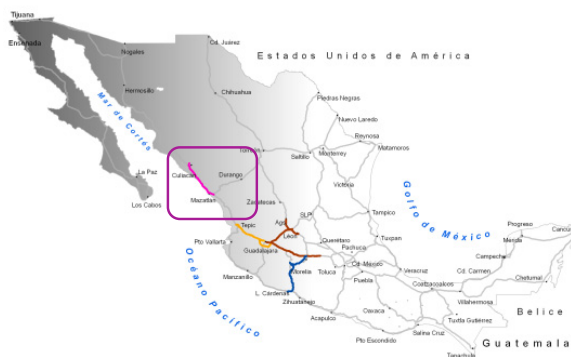 Tijuana
Ensenada
Nogales
Cd. Juárez
Estados Unidos de América
Hermosillo
Chihuahua
Piedras Negras
Nuevo Laredo
Mar de Cortés
Reynosa
Matamoros
Torreón
Saltillo
Monterrey
La Paz
Culiacán
Durango
Los Cabos
Mazatlán
Zacatecas
Victoria
Golfo de México
Tepic
Ags
SLP
Tampico
León
Pto Vallarta
Guadalajara
Querétaro
Pachuca
Tuxpan
Progreso
Cancún
Merida
Océano Pacífico
Manzanillo
Morelia
Toluca
Cd. México
Puebla
Veracruz
Campeche
Cd. Carmen
Chetumal
L. Cárdenas
Zihuatanejo
Coatzacoalcos
Villahermosa
Belice
Acapulco
Oaxaca
Tuxtla Gutiérrez
Pto Escondido
Salina Cruz
Guatemala
Tapachula